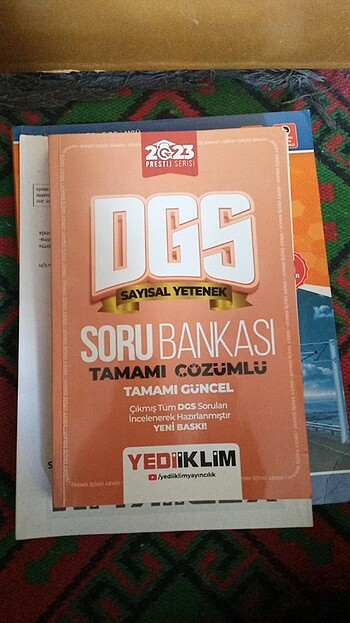 2023
PRESTİJ SERİSİ
DGS
SAYISAL YETENEK
SORU BANKASI
TAMAMI ÇÖZÜMLÜ
TAMAMI GÜNCEL
Çıkmış Tüm DGS Soruları
İncelenerek Hazırlanmıştır
YENİ BASKI!
YEDİİKLİM
/yediiklimyayincilik